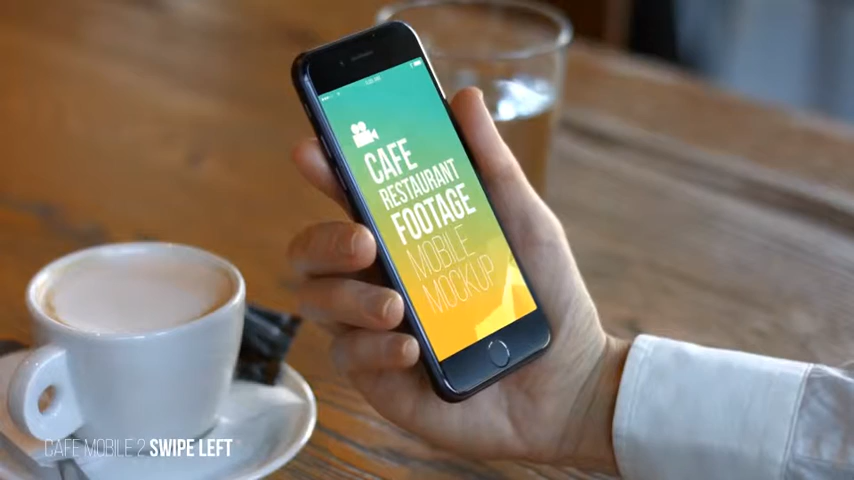 CAFE
RESTAURANT
FOOTAGE
MOBILE
MOCKUP
CAFE MOBILE 2 SWIPE LEFT